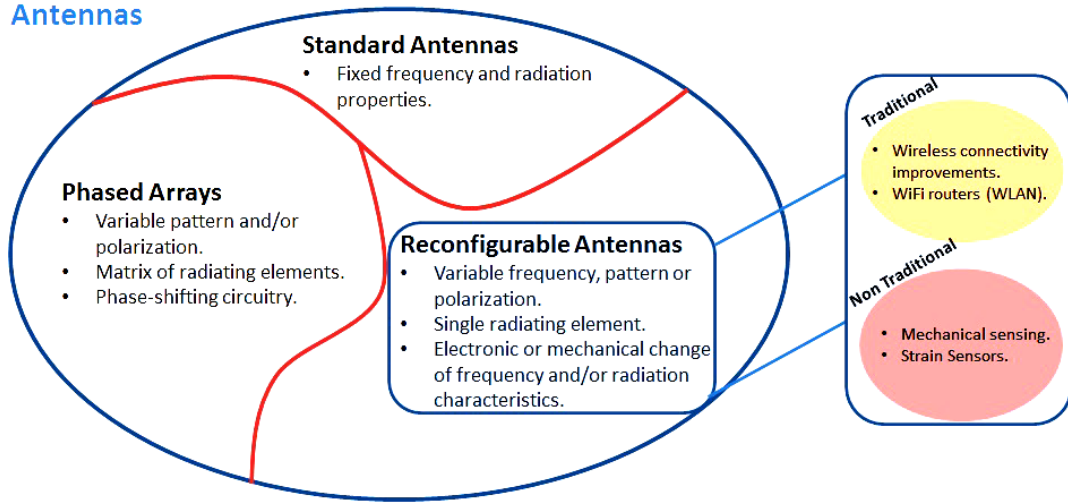 Antennas
Standard Antennas
• Fixed frequency and radiation
properties.
Phased Arrays
• Variable pattern and/or
polarization.
• Matrix of radiating elements.
• Phase-shifting circuitry.
Reconfigurable Antennas
• Variable frequency, pattern or
polarization.
• Single radiating element.
• Electronic or mechanical change
of frequency and/or radiation
characteristics.
Traditional
• Wireless connectivity
improvements.
• WiFi routers (WLAN).
Non Traditional
• Mechanical sensing.
• Strain Sensors.